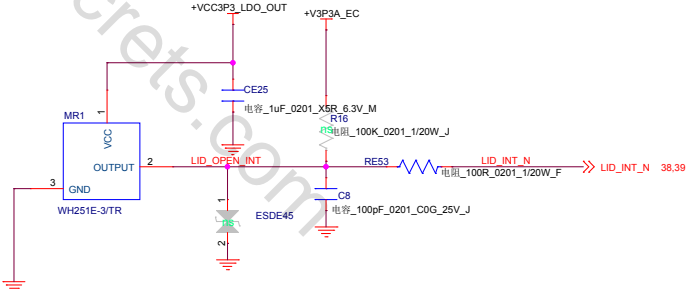 +VCC3P3_LDO_OUT
+V3P3A_EC
CE25
电容_1uF_0201_X5R_6.3V_M
MR1
1
VCC
R16
电阻_100K_0201_1/20W_J
OUTPUT
2
LID_OPEN_INT
RE53
LID_INT_N
LID_INT_N 38,39
电阻_100R_0201_1/20W_F
3
GND
WH251E-3/TR
1
ESDE45
2
C8
电容_100pF_0201_C0G_25V_J
crets.com